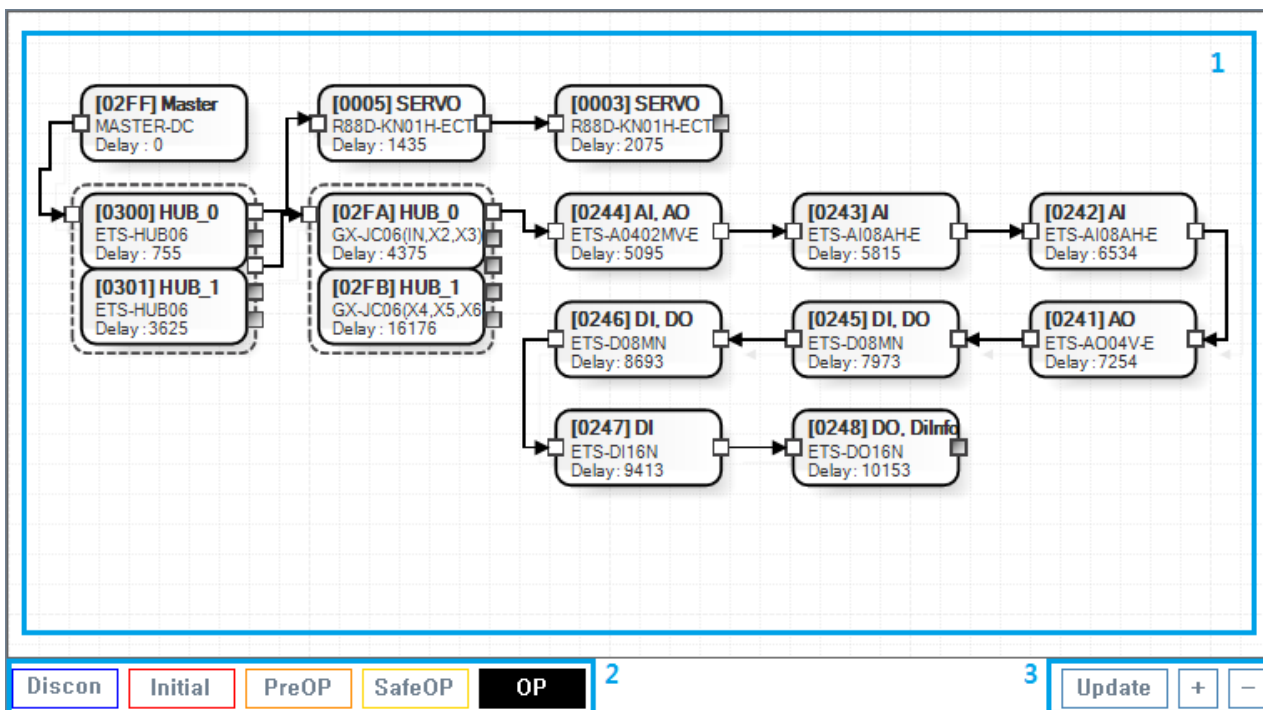 1
[02FF] Master
MASTER-DC
Delay : 0
[0005] SERVO
R88D-KN01H-ECT
Delay : 1435
[0003] SERVO
R88D-KN01H-ECT
Delay : 2075
[0300] HUB_0
ETS-HUB06
Delay : 755
[0301] HUB_1
ETS-HUB06
Delay : 3625
[02FA] HUB_0
GX-JC06(IN,X2,X3)
Delay : 4375
[02FB] HUB_1
GX-JC06(X4,X5,X6
Delay : 16176
[0244] AI, AO
ETS-A0402MV-E
Delay : 5095
[0243] AI
ETS-AI08AH-E
Delay : 5815
[0242] AI
ETS-AI08AH-E
Delay : 6534
[0246] DI, DO
ETS-D08MN
Delay : 8693
[0245] DI, DO
ETS-D08MN
Delay : 7973
[0241] AO
ETS-AO04V-E
Delay : 7254
[0247] DI
ETS-DI16N
Delay : 9413
[0248] DO, DiInfo
ETS-DO16N
Delay : 10153
Discon Initial PreOP SafeOP OP 2 3 Update + −